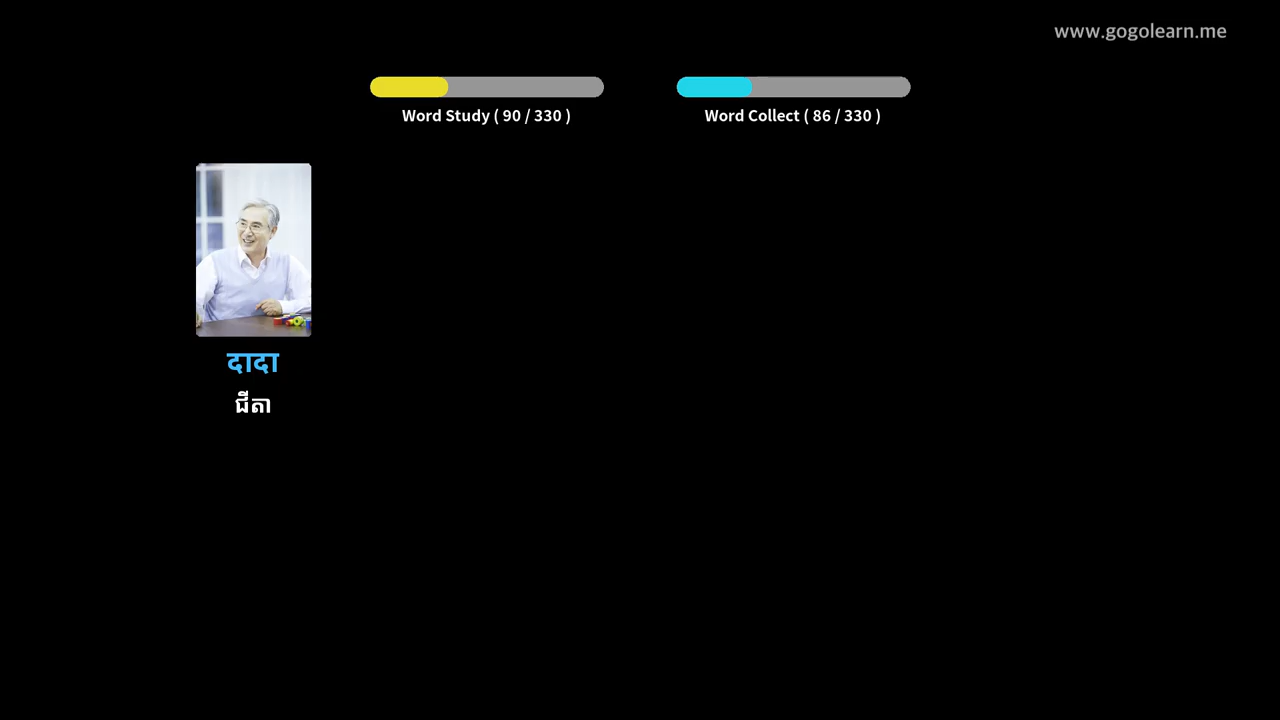 www.gogolearn.me
Word Study ( 90 / 330 )
Word Collect ( 86 / 330 )
दादा
ជីតា